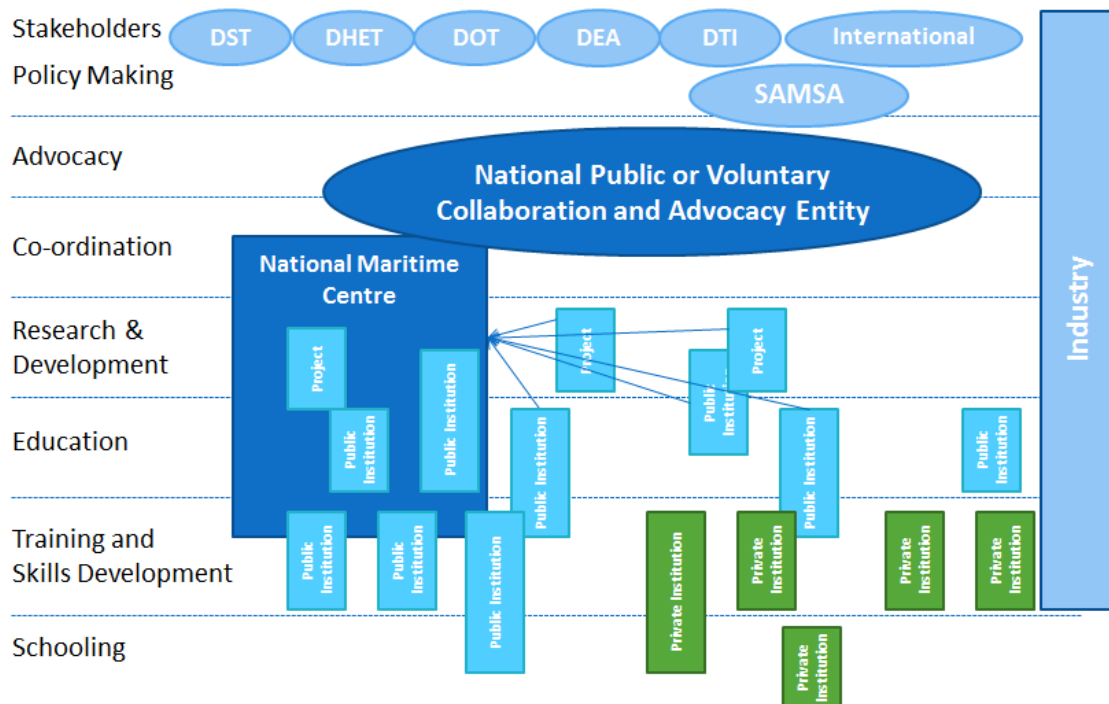 Stakeholders
DST
DHET
DOT
DEA
DTI
International
Policy Making
SAMSA
Advocacy
National Public or Voluntary
Collaboration and Advocacy Entity
Co-ordination
National Maritime
Centre
Industry
Research &
Development
Project
Project
Project
Public
Institution
Public Institution
Education
Public
Institution
Public Institution
Public Institution
Public
Institution
Training and
Skills Development
Public
Institution
Public
Institution
Public Institution
Private Institution
Private
Institution
Private
Institution
Private
Institution
Schooling
Private
Institution